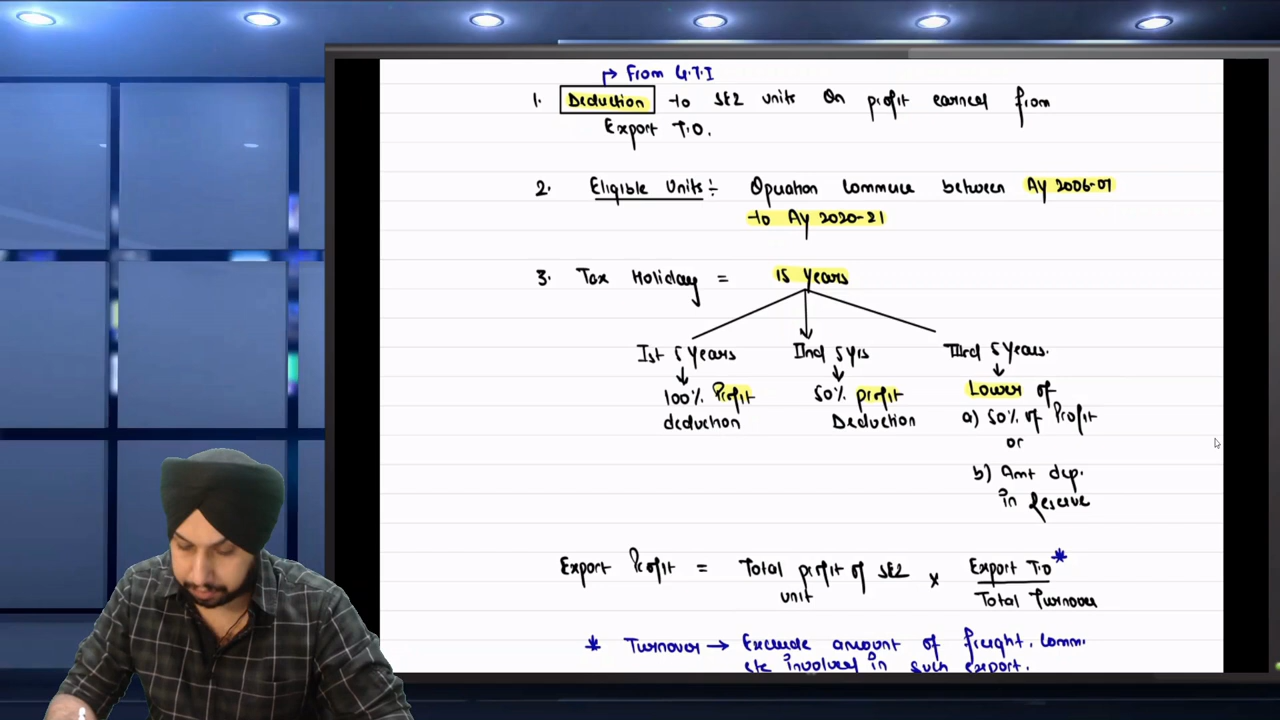 From G.T.I
1. Deduction to SEZ units on profit earned from
Export T.O.
2. Eligible Units :- Operation commence between Ay 2006-07
to Ay 2020-21
3. Tax Holiday = 15 Years
Ist 5 years IInd 5 yrs IIIrd 5 years.
100% Profit 50% profit Lower of
deduction Deduction a) 50% of Profit
or
b) Amt dep.
in Reserve
Export Profit = Total profit of SEZ × Export T.O*
unit Total Turnover
* Turnover → Exclude amount of freight, comm.
etc involved in such export.